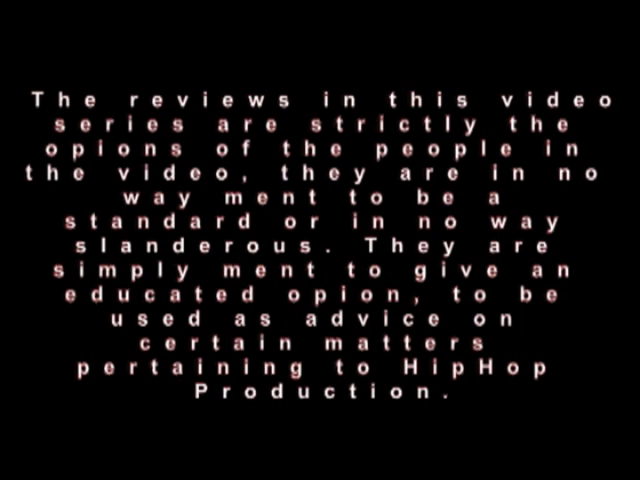 The reviews in this video
series are strictly the
opions of the people in
the video, they are in no
way ment to be a
standard or in no way
slanderous. They are
simply ment to give an
educated opion, to be
used as advice on
certain matters
pertaining to HipHop
Production.